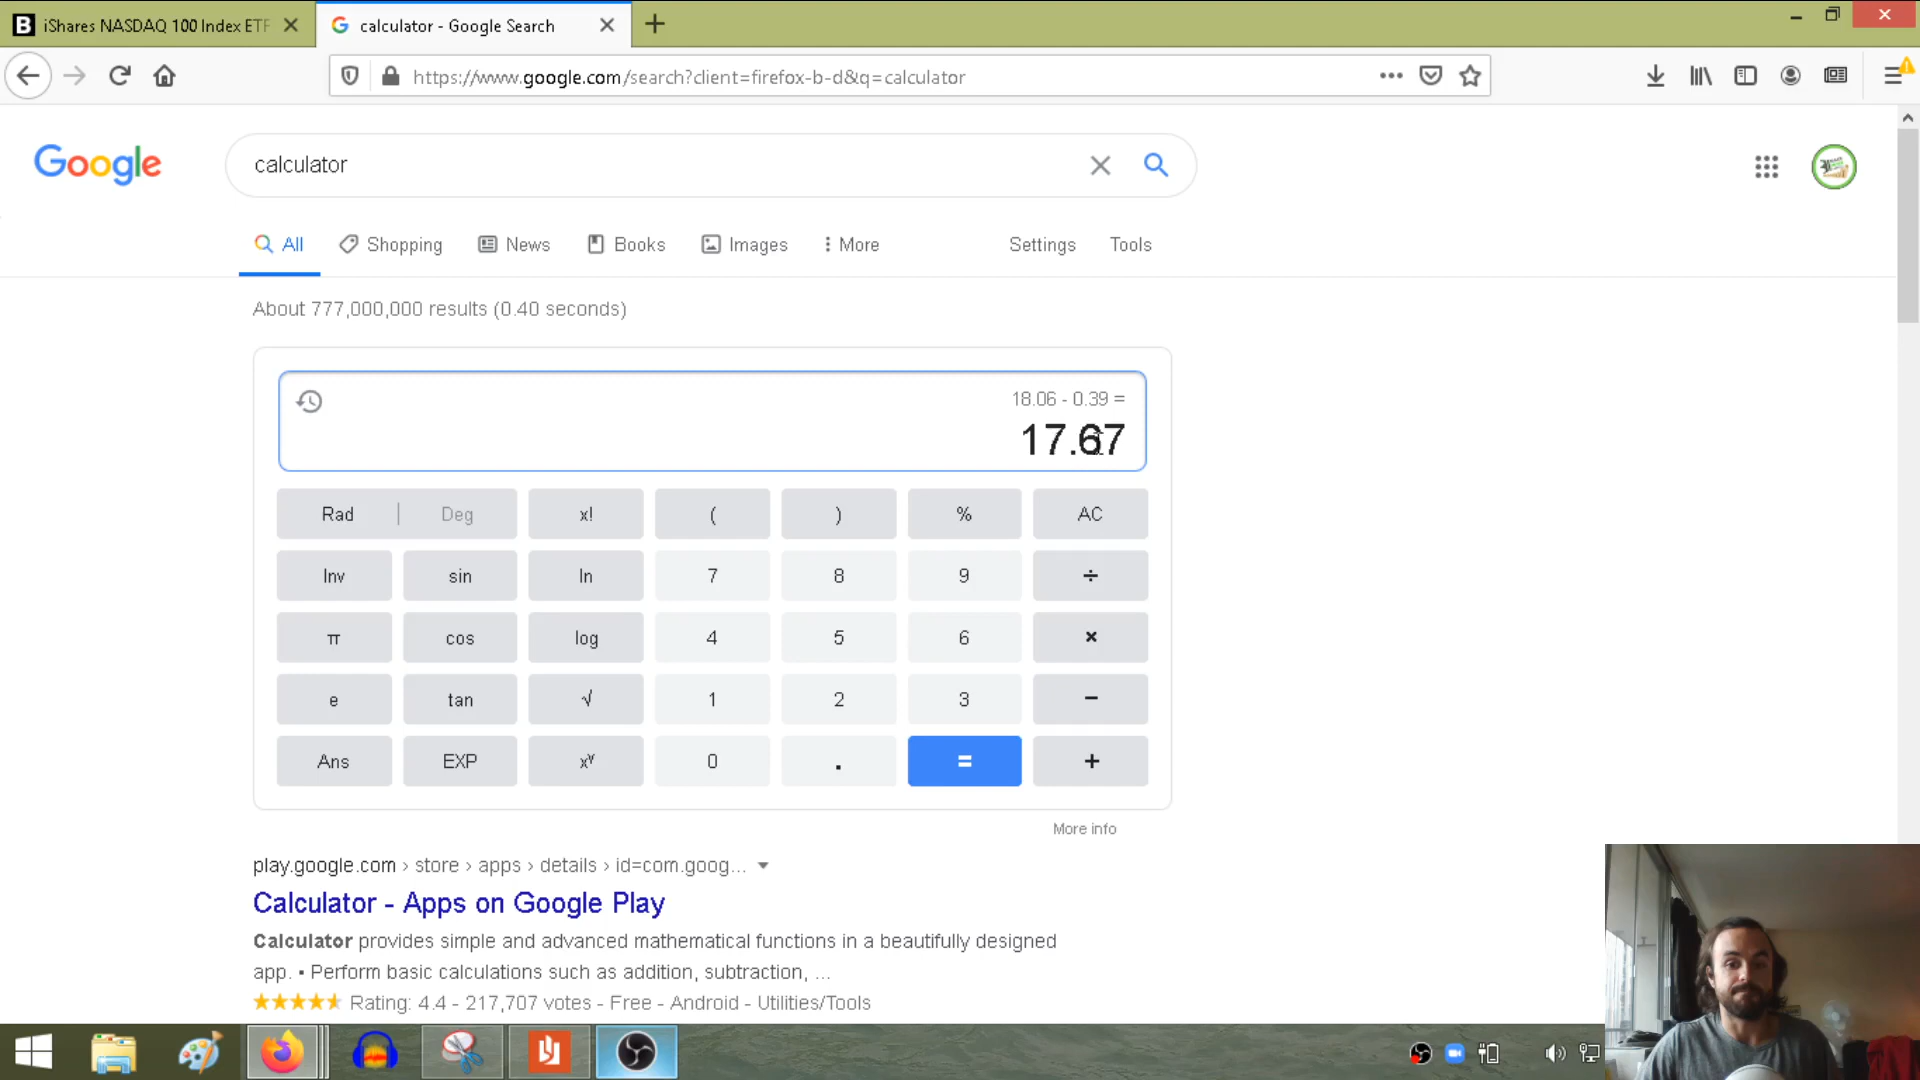 iShares NASDAQ 100 Index ETF
calculator - Google Search
https://www.google.com/search?client=firefox-b-d&q=calculator
Google
calculator
All
Shopping
News
Books
Images
More
Settings
Tools
About 777,000,000 results (0.40 seconds)
18.06 - 0.39 =
17.67
Rad | Deg x! ( ) % AC
Inv sin ln 7 8 9 ÷
π cos log 4 5 6 ×
e tan √ 1 2 3 −
Ans EXP xʸ 0 . = +
More info
play.google.com › store › apps › details › id=com.goog...
Calculator - Apps on Google Play
Calculator provides simple and advanced mathematical functions in a beautifully designed
app. • Perform basic calculations such as addition, subtraction, ...
Rating: 4.4 - 217,707 votes - Free - Android - Utilities/Tools